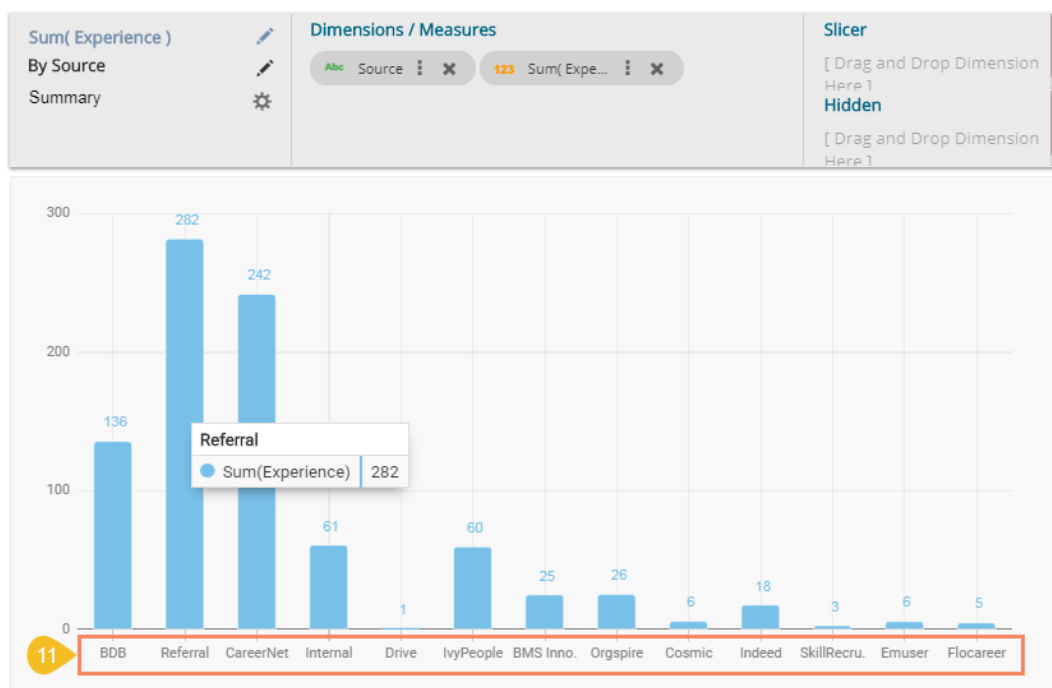 Sum( Experience )
By Source
Summary
Dimensions / Measures
Abc Source
123 Sum( Expe...
Slicer
[ Drag and Drop Dimension
Here ]
Hidden
[ Drag and Drop Dimension
Here ]
300
200
100
0
136
282
242
61
1
60
25
26
6
18
3
6
5
Referral
Sum(Experience) 282
11
BDB Referral CareerNet Internal Drive IvyPeople BMS Inno. Orgspire Cosmic Indeed SkillRecru. Emuser Flocareer